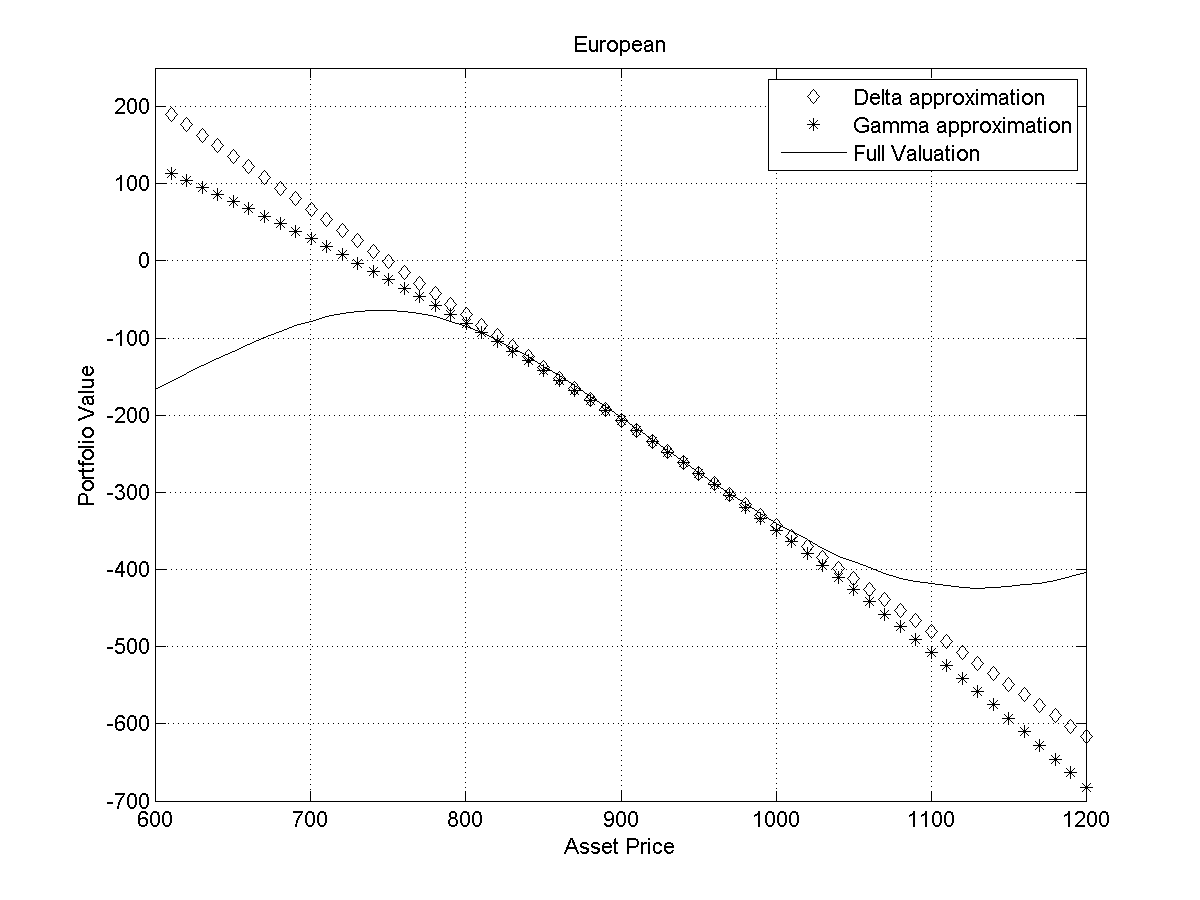 European
Delta approximation
Gamma approximation
Full Valuation
200
100
0
-100
-200
-300
-400
-500
-600
-700
Portfolio Value
600 700 800 900 1000 1100 1200
Asset Price